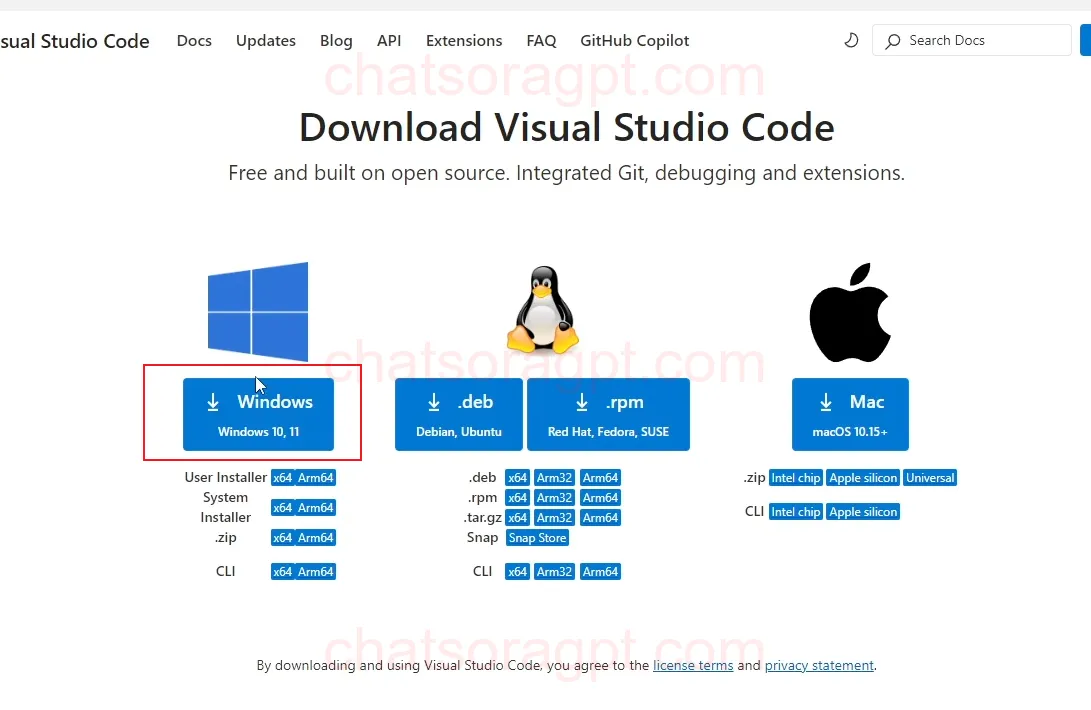 sual Studio Code Docs Updates Blog API Extensions FAQ GitHub Copilot Search Docs
chatsoragpt.com
Download Visual Studio Code
Free and built on open source. Integrated Git, debugging and extensions.
chatsoragpt.com
Windows
Windows 10, 11
.deb
Debian, Ubuntu
.rpm
Red Hat, Fedora, SUSE
Mac
macOS 10.15+
User Installer x64 Arm64
System Installer x64 Arm64
.zip x64 Arm64
CLI x64 Arm64
.deb x64 Arm32 Arm64
.rpm x64 Arm32 Arm64
.tar.gz x64 Arm32 Arm64
Snap Snap Store
CLI x64 Arm32 Arm64
.zip Intel chip Apple silicon Universal
CLI Intel chip Apple silicon
chatsoragpt.com
By downloading and using Visual Studio Code, you agree to the license terms and privacy statement.